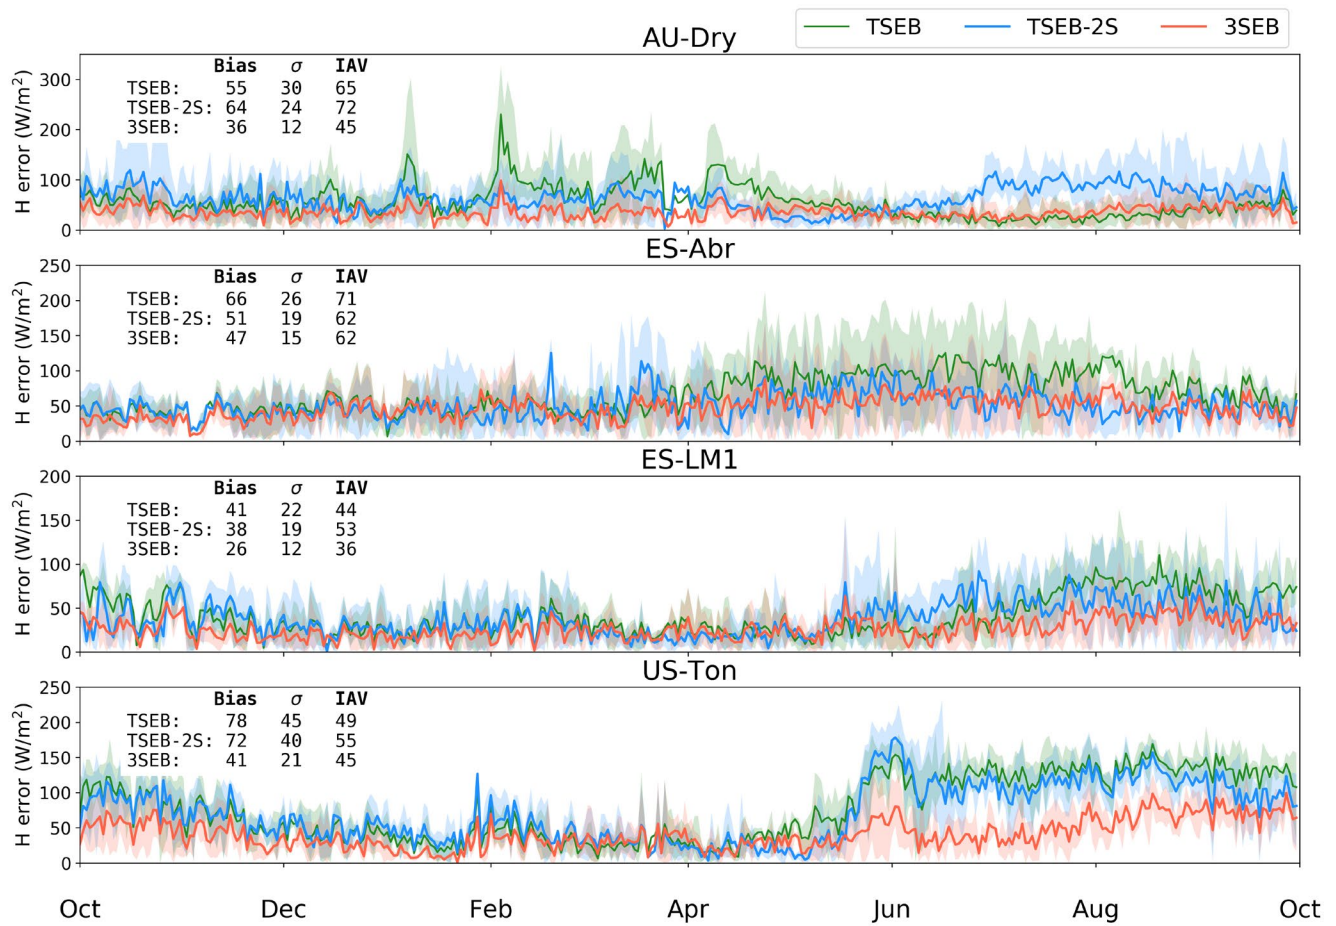 TSEB TSEB-2S 3SEB
AU-Dry
H error (W/m²)
300
200
100
0
Bias σ IAV
TSEB: 55 30 65
TSEB-2S: 64 24 72
3SEB: 36 12 45
ES-Abr
H error (W/m²)
250
200
150
100
50
0
Bias σ IAV
TSEB: 66 26 71
TSEB-2S: 51 19 62
3SEB: 47 15 62
ES-LM1
H error (W/m²)
200
150
100
50
0
Bias σ IAV
TSEB: 41 22 44
TSEB-2S: 38 19 53
3SEB: 26 12 36
US-Ton
H error (W/m²)
250
200
150
100
50
0
Bias σ IAV
TSEB: 78 45 49
TSEB-2S: 72 40 55
3SEB: 41 21 45
Oct Dec Feb Apr Jun Aug Oct